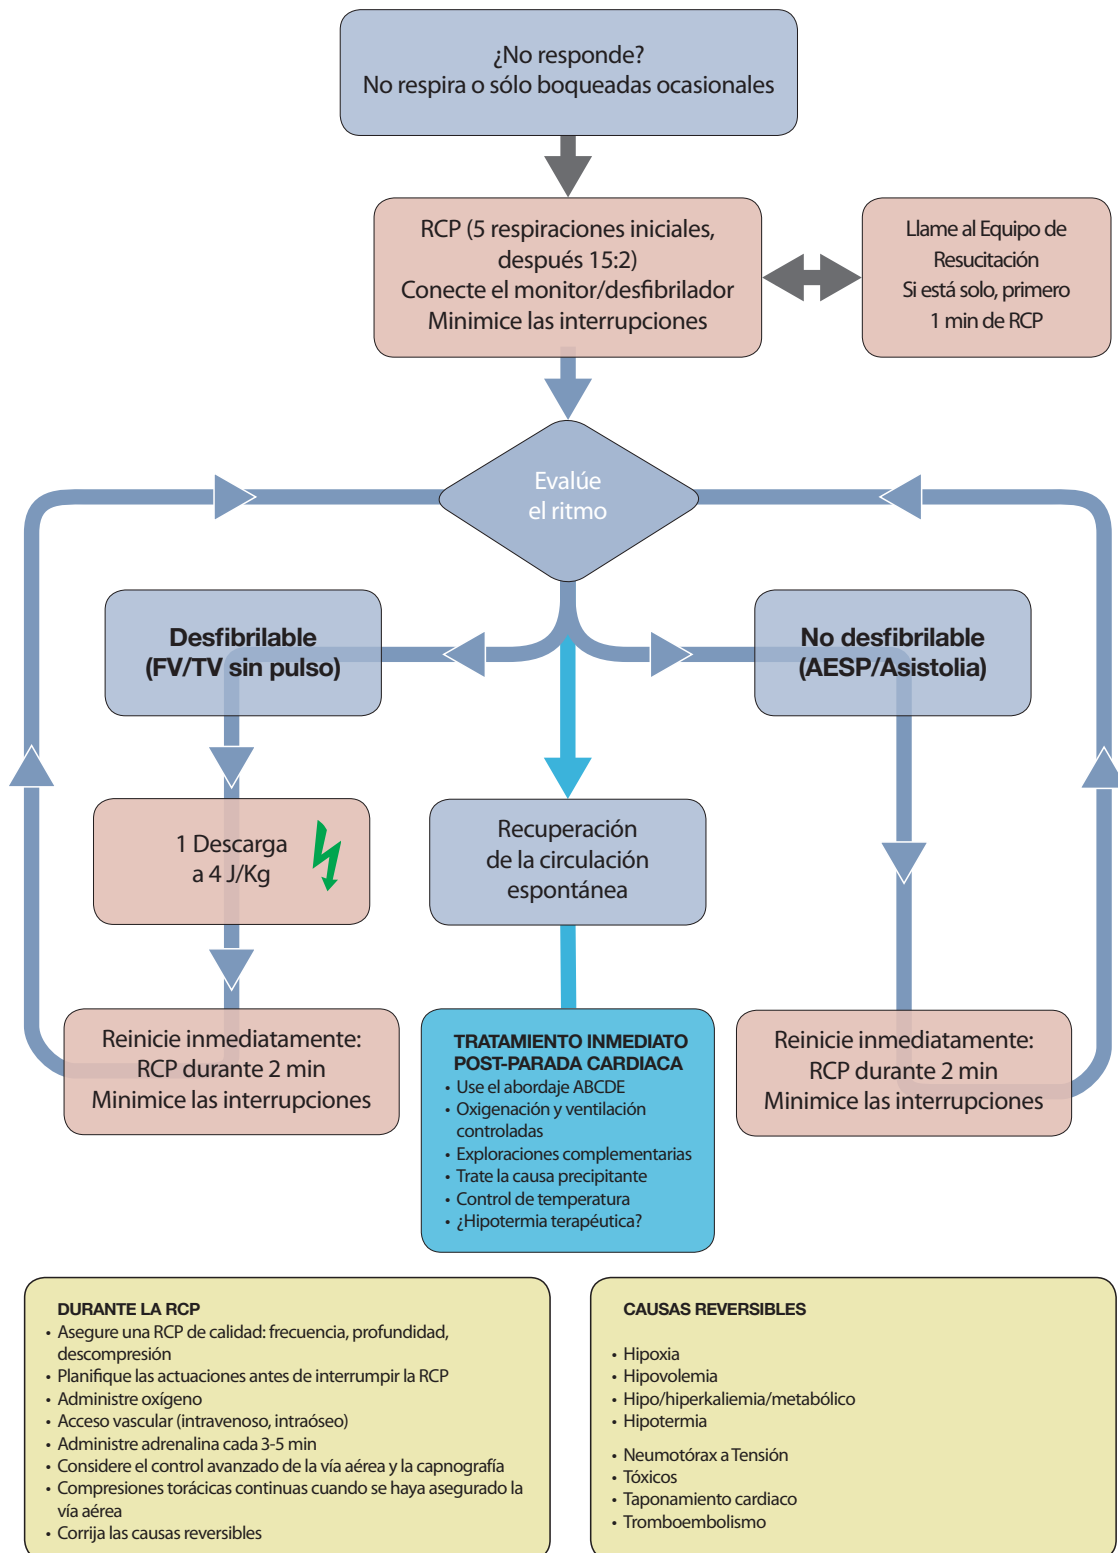 ¿No responde?
No respira o sólo boqueadas ocasionales
RCP (5 respiraciones iniciales,
después 15:2)
Conecte el monitor/desfibrilador
Minimice las interrupciones
Llame al Equipo de
Resucitación
Si está solo, primero
1 min de RCP
Evalúe
el ritmo
Desfibrilable
(FV/TV sin pulso)
No desfibrilable
(AESP/Asistolia)
1 Descarga
a 4 J/Kg
Recuperación
de la circulación
espontánea
Reinicie inmediatamente:
RCP durante 2 min
Minimice las interrupciones
TRATAMIENTO INMEDIATO
POST-PARADA CARDIACA
• Use el abordaje ABCDE
• Oxigenación y ventilación
controladas
• Exploraciones complementarias
• Trate la causa precipitante
• Control de temperatura
• ¿Hipotermia terapéutica?
Reinicie inmediatamente:
RCP durante 2 min
Minimice las interrupciones
DURANTE LA RCP
• Asegure una RCP de calidad: frecuencia, profundidad,
descompresión
• Planifique las actuaciones antes de interrumpir la RCP
• Administre oxígeno
• Acceso vascular (intravenoso, intraóseo)
• Administre adrenalina cada 3-5 min
• Considere el control avanzado de la vía aérea y la capnografía
• Compresiones torácicas continuas cuando se haya asegurado la
vía aérea
• Corrija las causas reversibles
CAUSAS REVERSIBLES
• Hipoxia
• Hipovolemia
• Hipo/hiperkaliemia/metabólico
• Hipotermia
• Neumotórax a Tensión
• Tóxicos
• Taponamiento cardiaco
• Tromboembolismo